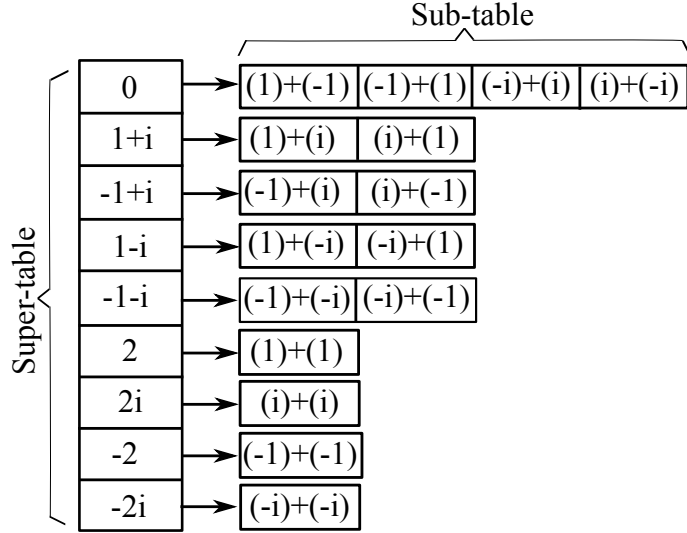 Sub-table
Super-table
0 (1)+(-1) (-1)+(1) (-i)+(i) (i)+(-i)
1+i (1)+(i) (i)+(1)
-1+i (-1)+(i) (i)+(-1)
1-i (1)+(-i) (-i)+(1)
-1-i (-1)+(-i) (-i)+(-1)
2 (1)+(1)
2i (i)+(i)
-2 (-1)+(-1)
-2i (-i)+(-i)